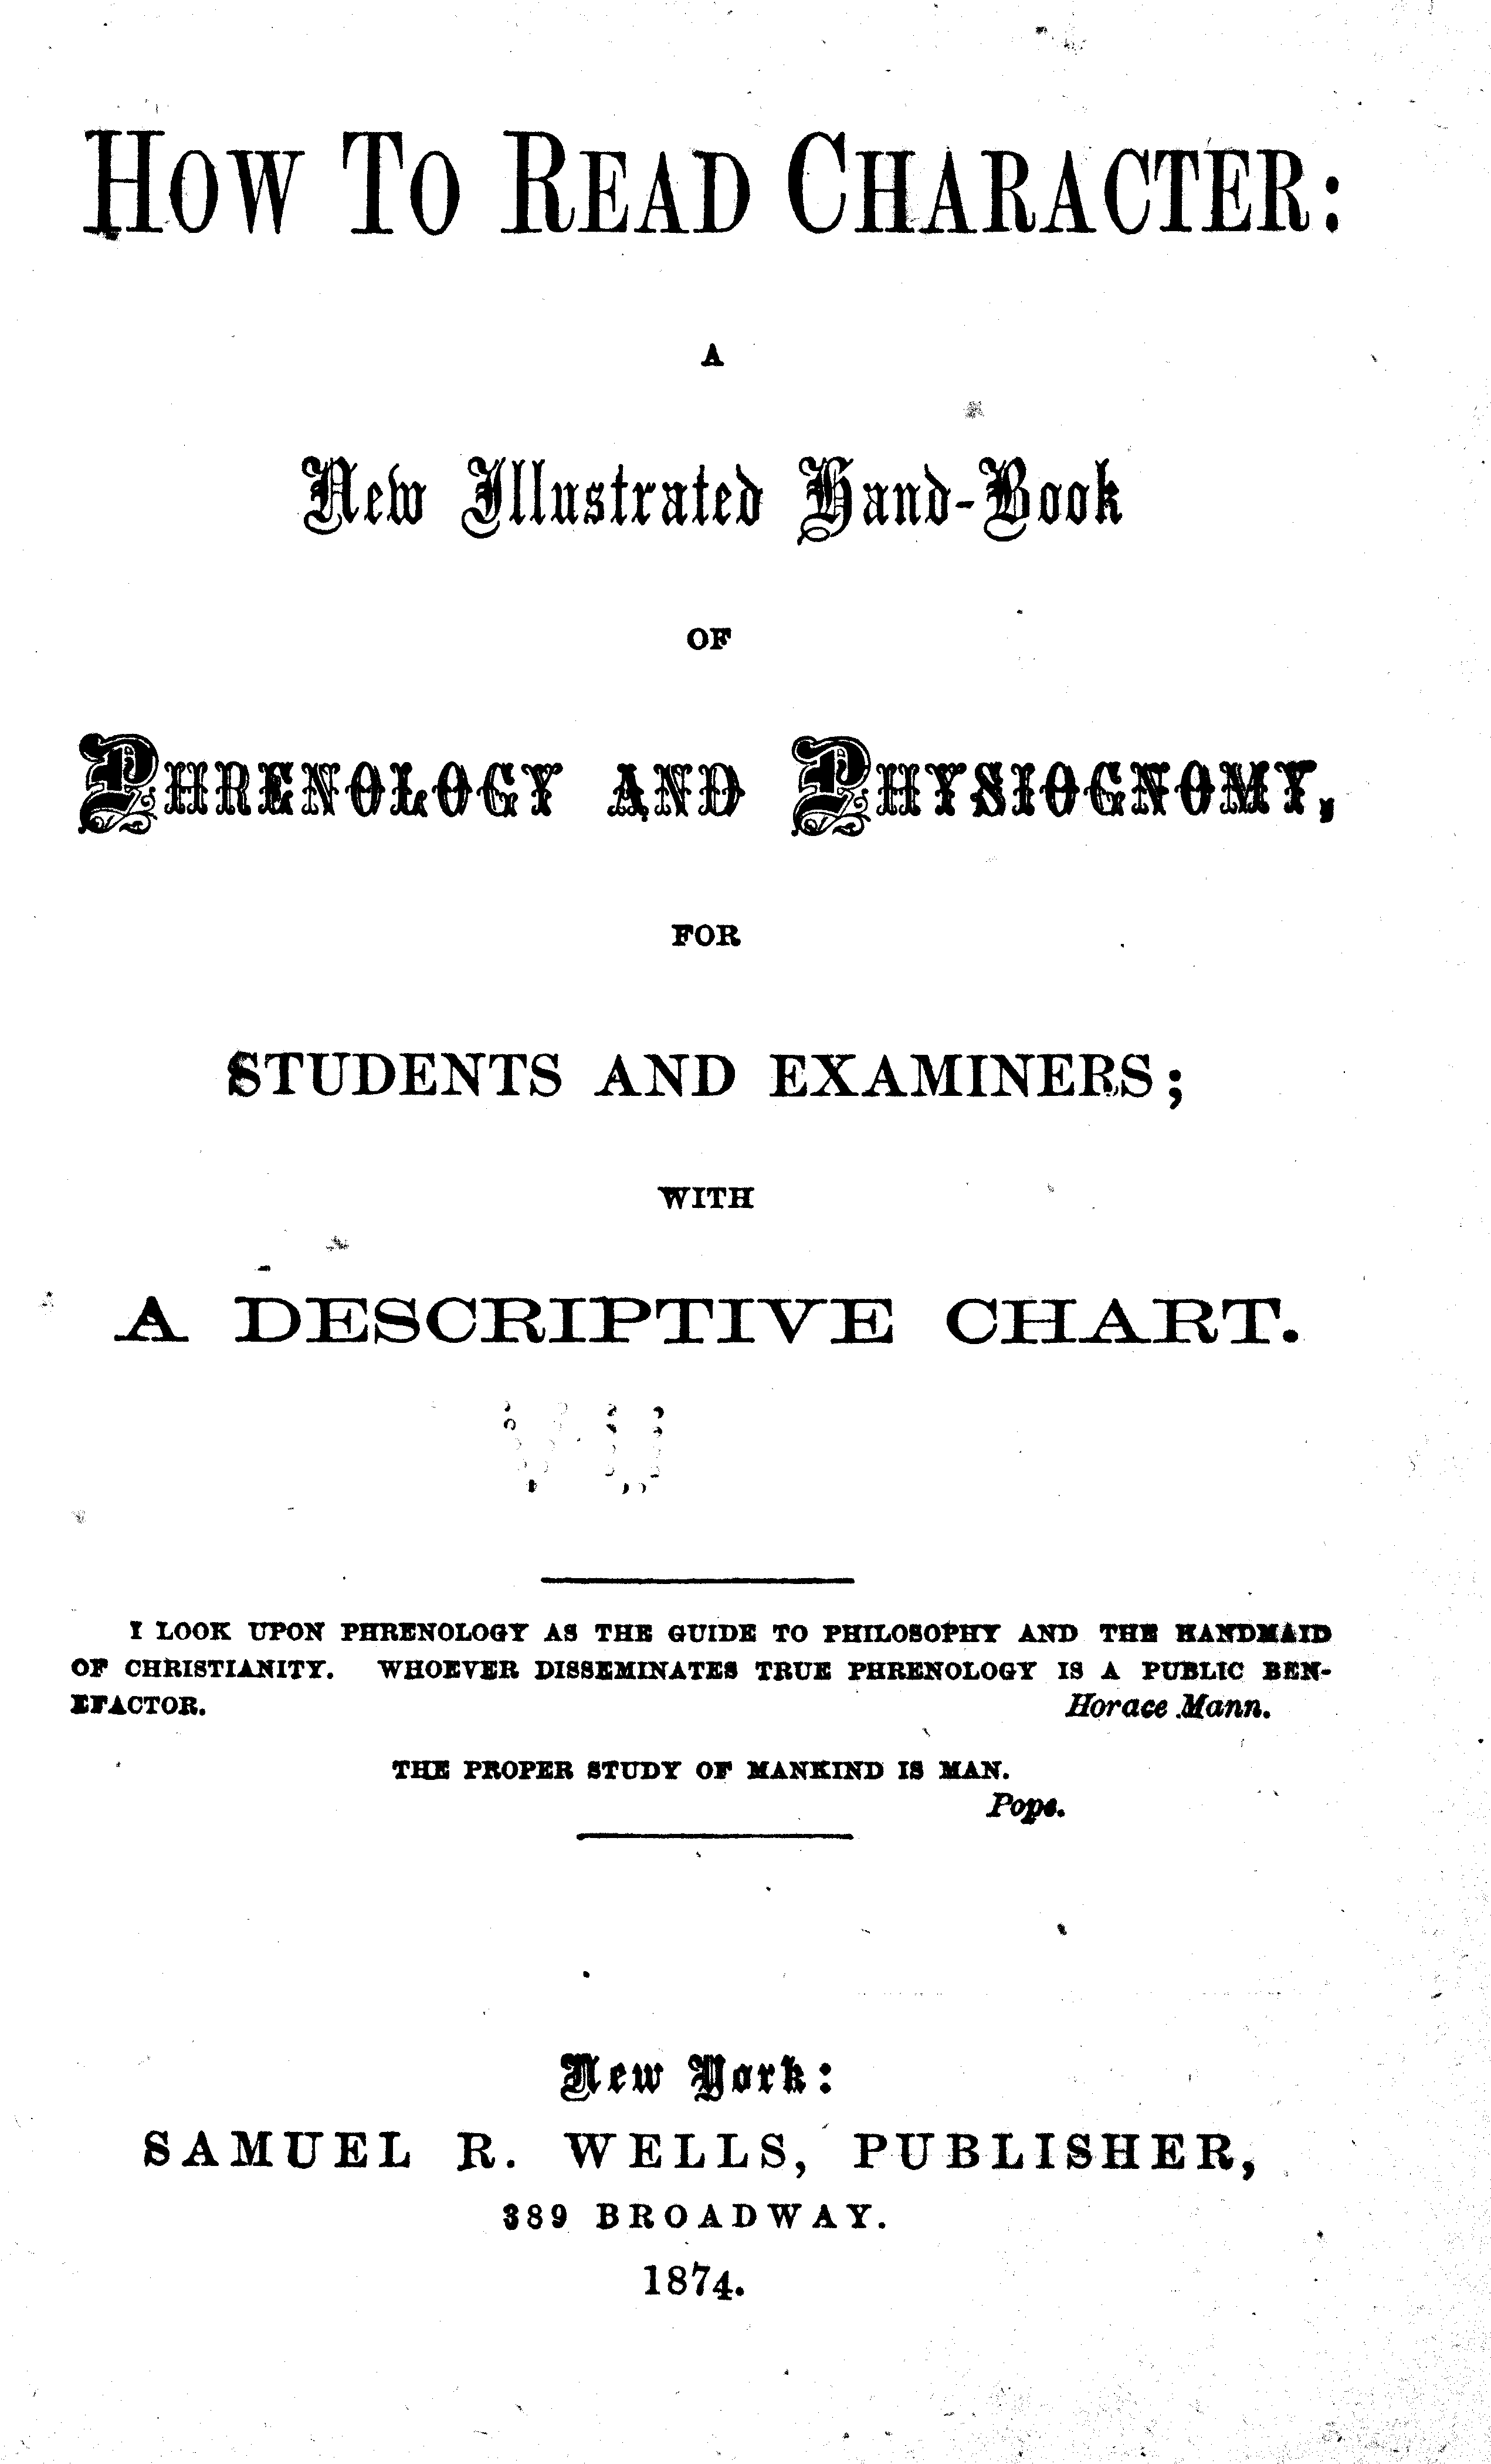 HOW TO READ CHARACTER:
A
New Illustrated Hand-Book
OF
PHRENOLOGY AND PHYSIOGNOMY,
FOR
STUDENTS AND EXAMINERS;
WITH
A DESCRIPTIVE CHART.
I LOOK UPON PHRENOLOGY AS THE GUIDE TO PHILOSOPHY AND THE HANDMAID
OF CHRISTIANITY. WHOEVER DISSEMINATES TRUE PHRENOLOGY IS A PUBLIC BEN-
EFACTOR. Horace Mann.
THE PROPER STUDY OF MANKIND IS MAN.
Pope.
New York:
SAMUEL R. WELLS, PUBLISHER,
389 BROADWAY.
1874.